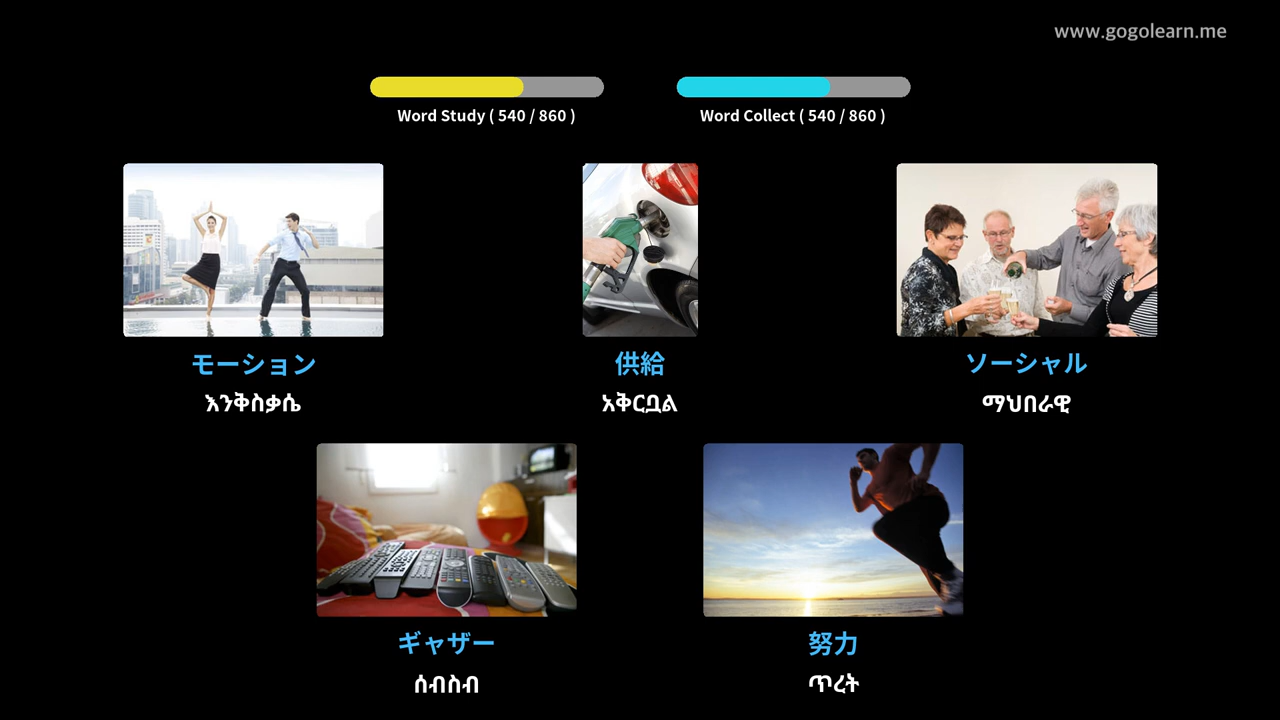 www.gogolearn.me
Word Study ( 540 / 860 )
Word Collect ( 540 / 860 )
モーション
እንቅስቃሴ
供給
አቅርቧል
ソーシャル
ማህበራዊ
ギャザー
ሰብስብ
努力
ጥረት